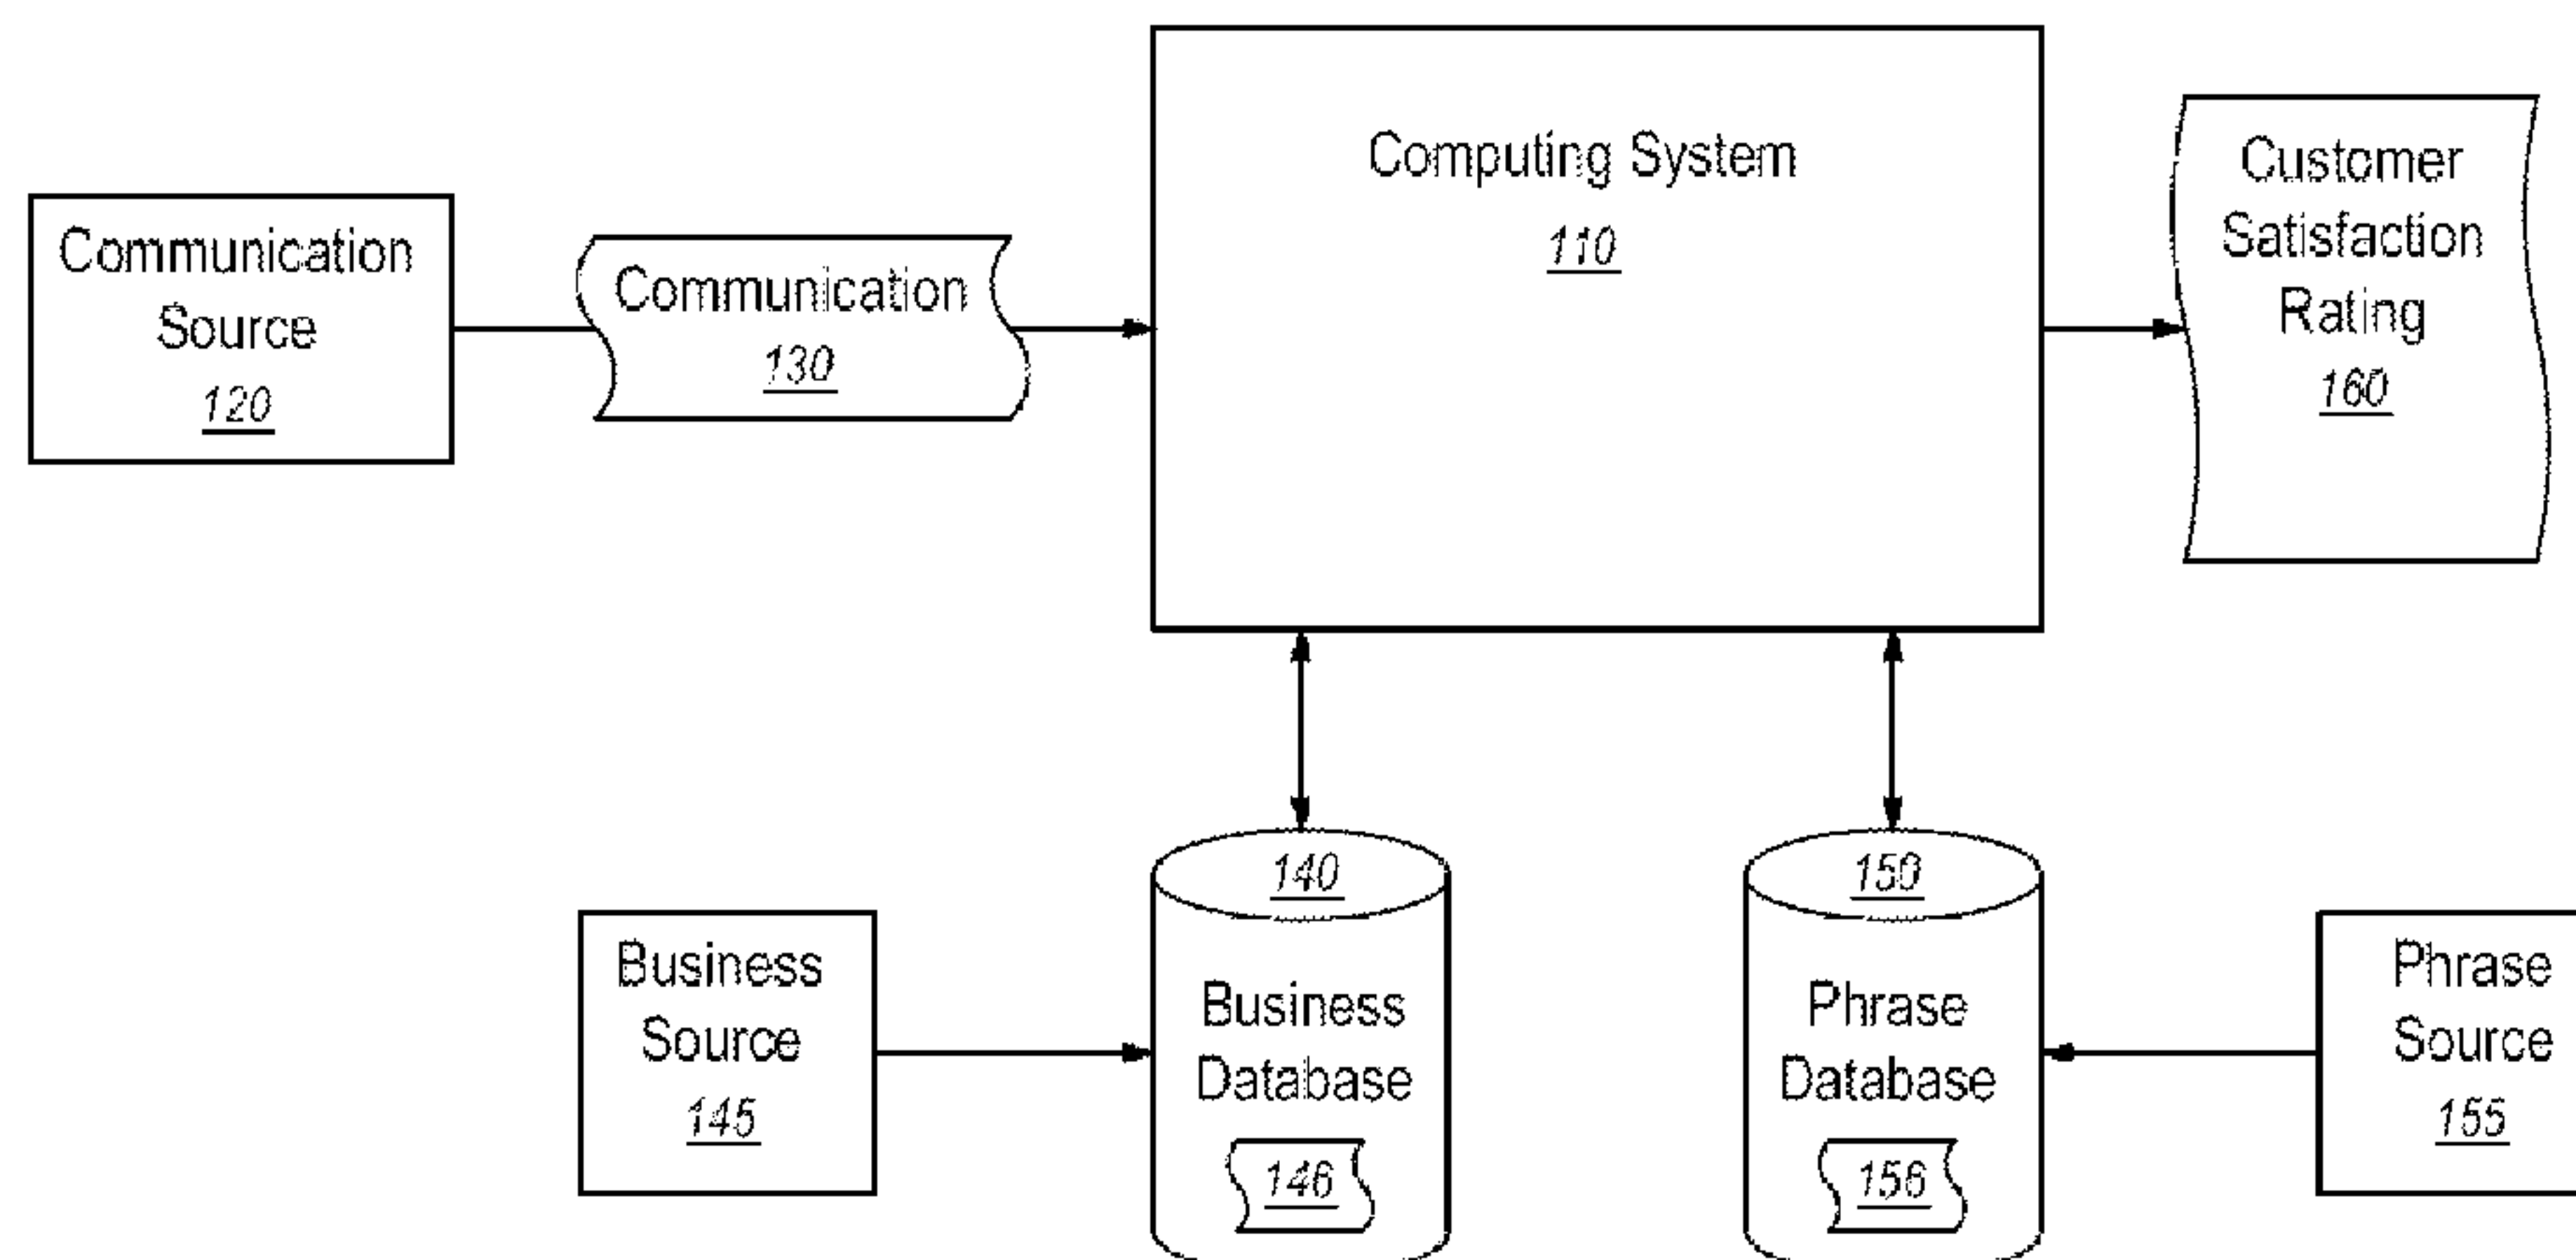 Communication
Source
120
Communication
130
Computing System
110
Customer
Satisfaction
Rating
160
Business
Source
145
140
Business
Database
146
150
Phrase
Database
156
Phrase
Source
155